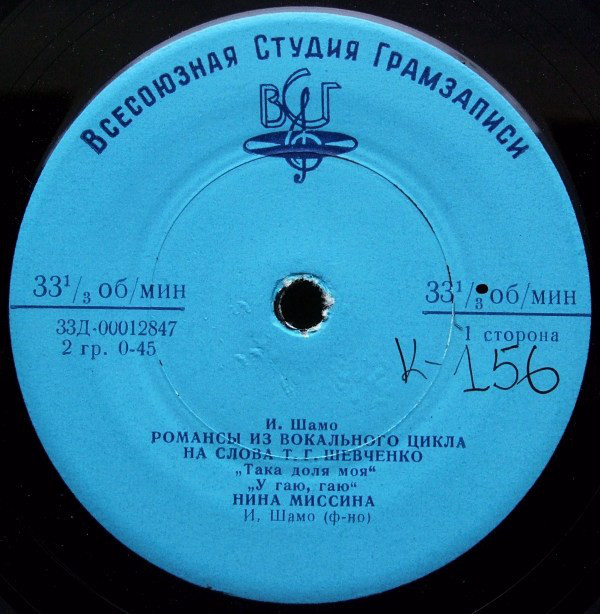 Всесоюзная Студия Грамзаписи
ВСГ
33 1/3 об/мин
33 1/3 об/мин
33Д-00012847
2 гр. 0-45
1 сторона
К-156
И. Шамо
РОМАНСЫ ИЗ ВОКАЛЬНОГО ЦИКЛА
НА СЛОВА Т. Г. ШЕВЧЕНКО
„Така доля моя“
„У гаю, гаю“
НИНА МИССИНА
И. Шамо (ф-но)